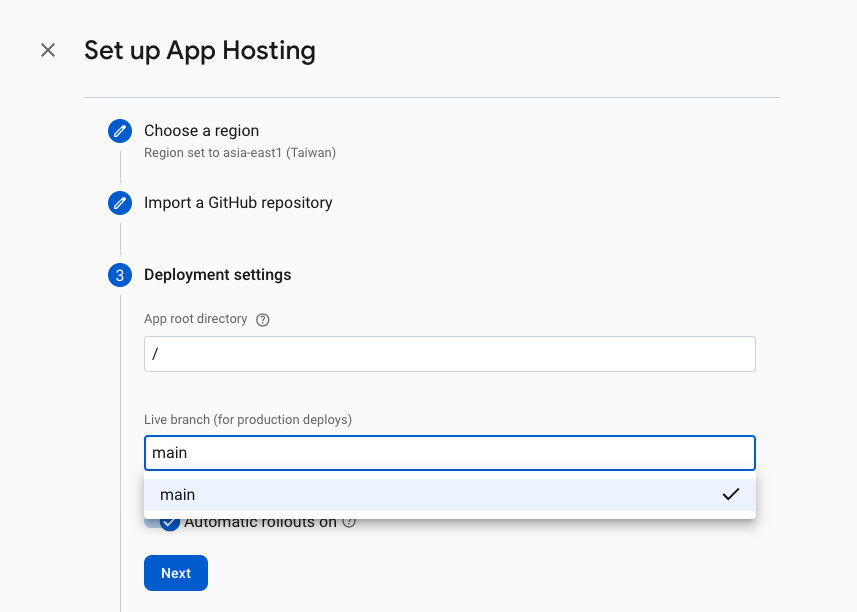 Set up App Hosting
Choose a region
Region set to asia-east1 (Taiwan)
Import a GitHub repository
3 Deployment settings
App root directory
/
Live branch (for production deploys)
main
main
Automatic rollouts on
Next